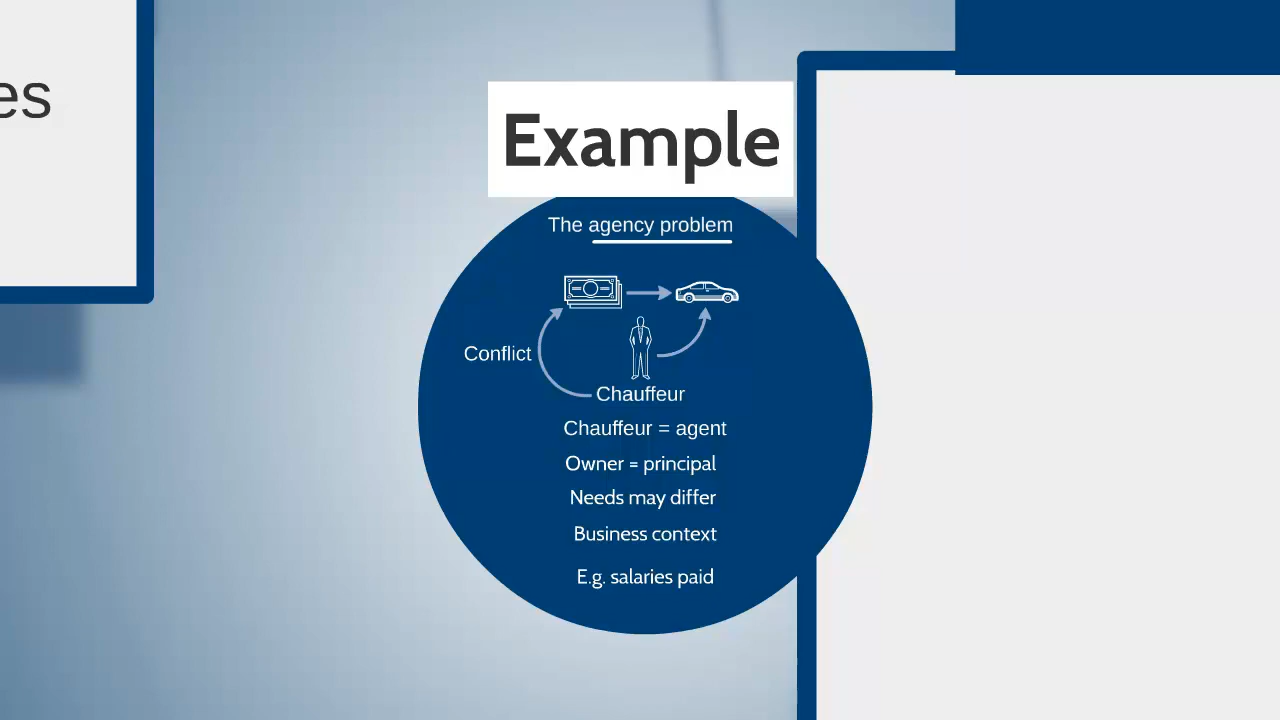 es
Example
The agency problem
Conflict
Chauffeur
Chauffeur = agent
Owner = principal
Needs may differ
Business context
E.g. salaries paid